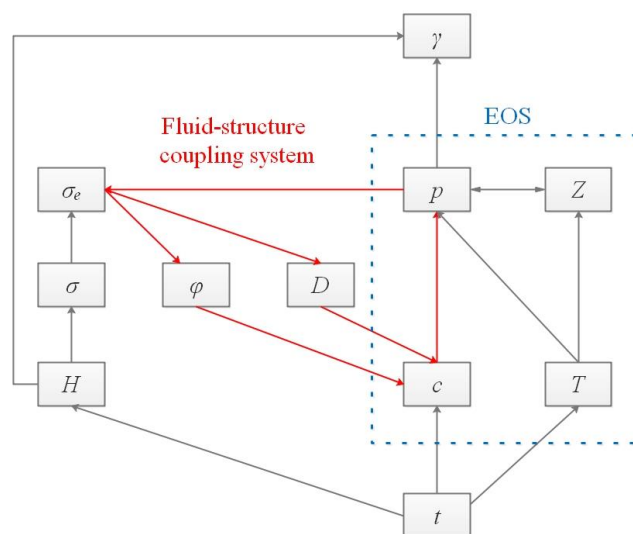 γ
EOS
Fluid-structure
coupling system
σₑ
p
Z
σ
φ
D
H
c
T
t